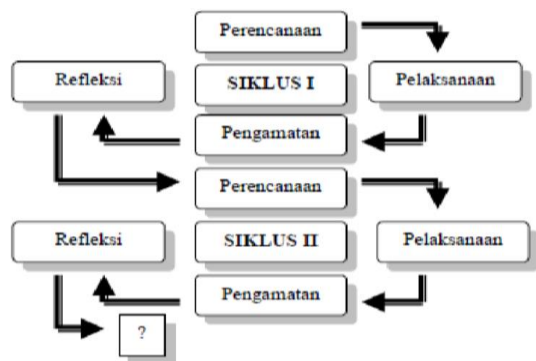 Perencanaan
Refleksi
SIKLUS I
Pelaksanaan
Pengamatan
Perencanaan
Refleksi
SIKLUS II
Pelaksanaan
Pengamatan
?